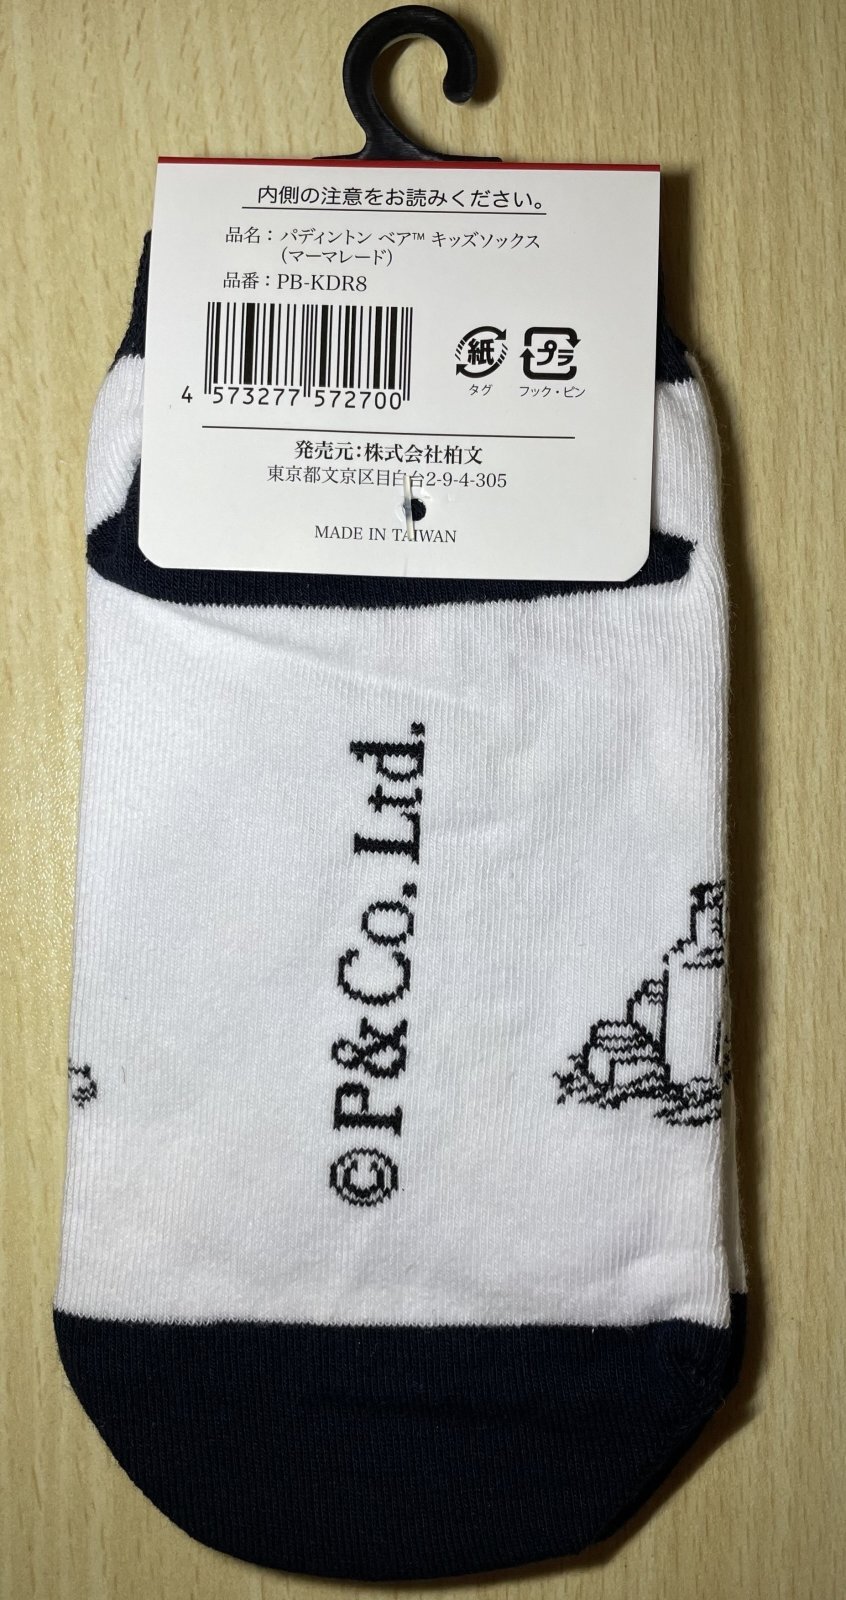 内側の注意をお読みください。
品名：パディントン ベア™ キッズソックス
（マーマレード）
品番：PB-KDR8
4 573277 572700
紙
プラ
タグ
フック・ピン
発売元：株式会社柏文
東京都文京区目白台2-9-4-305
MADE IN TAIWAN
©P&Co. Ltd.